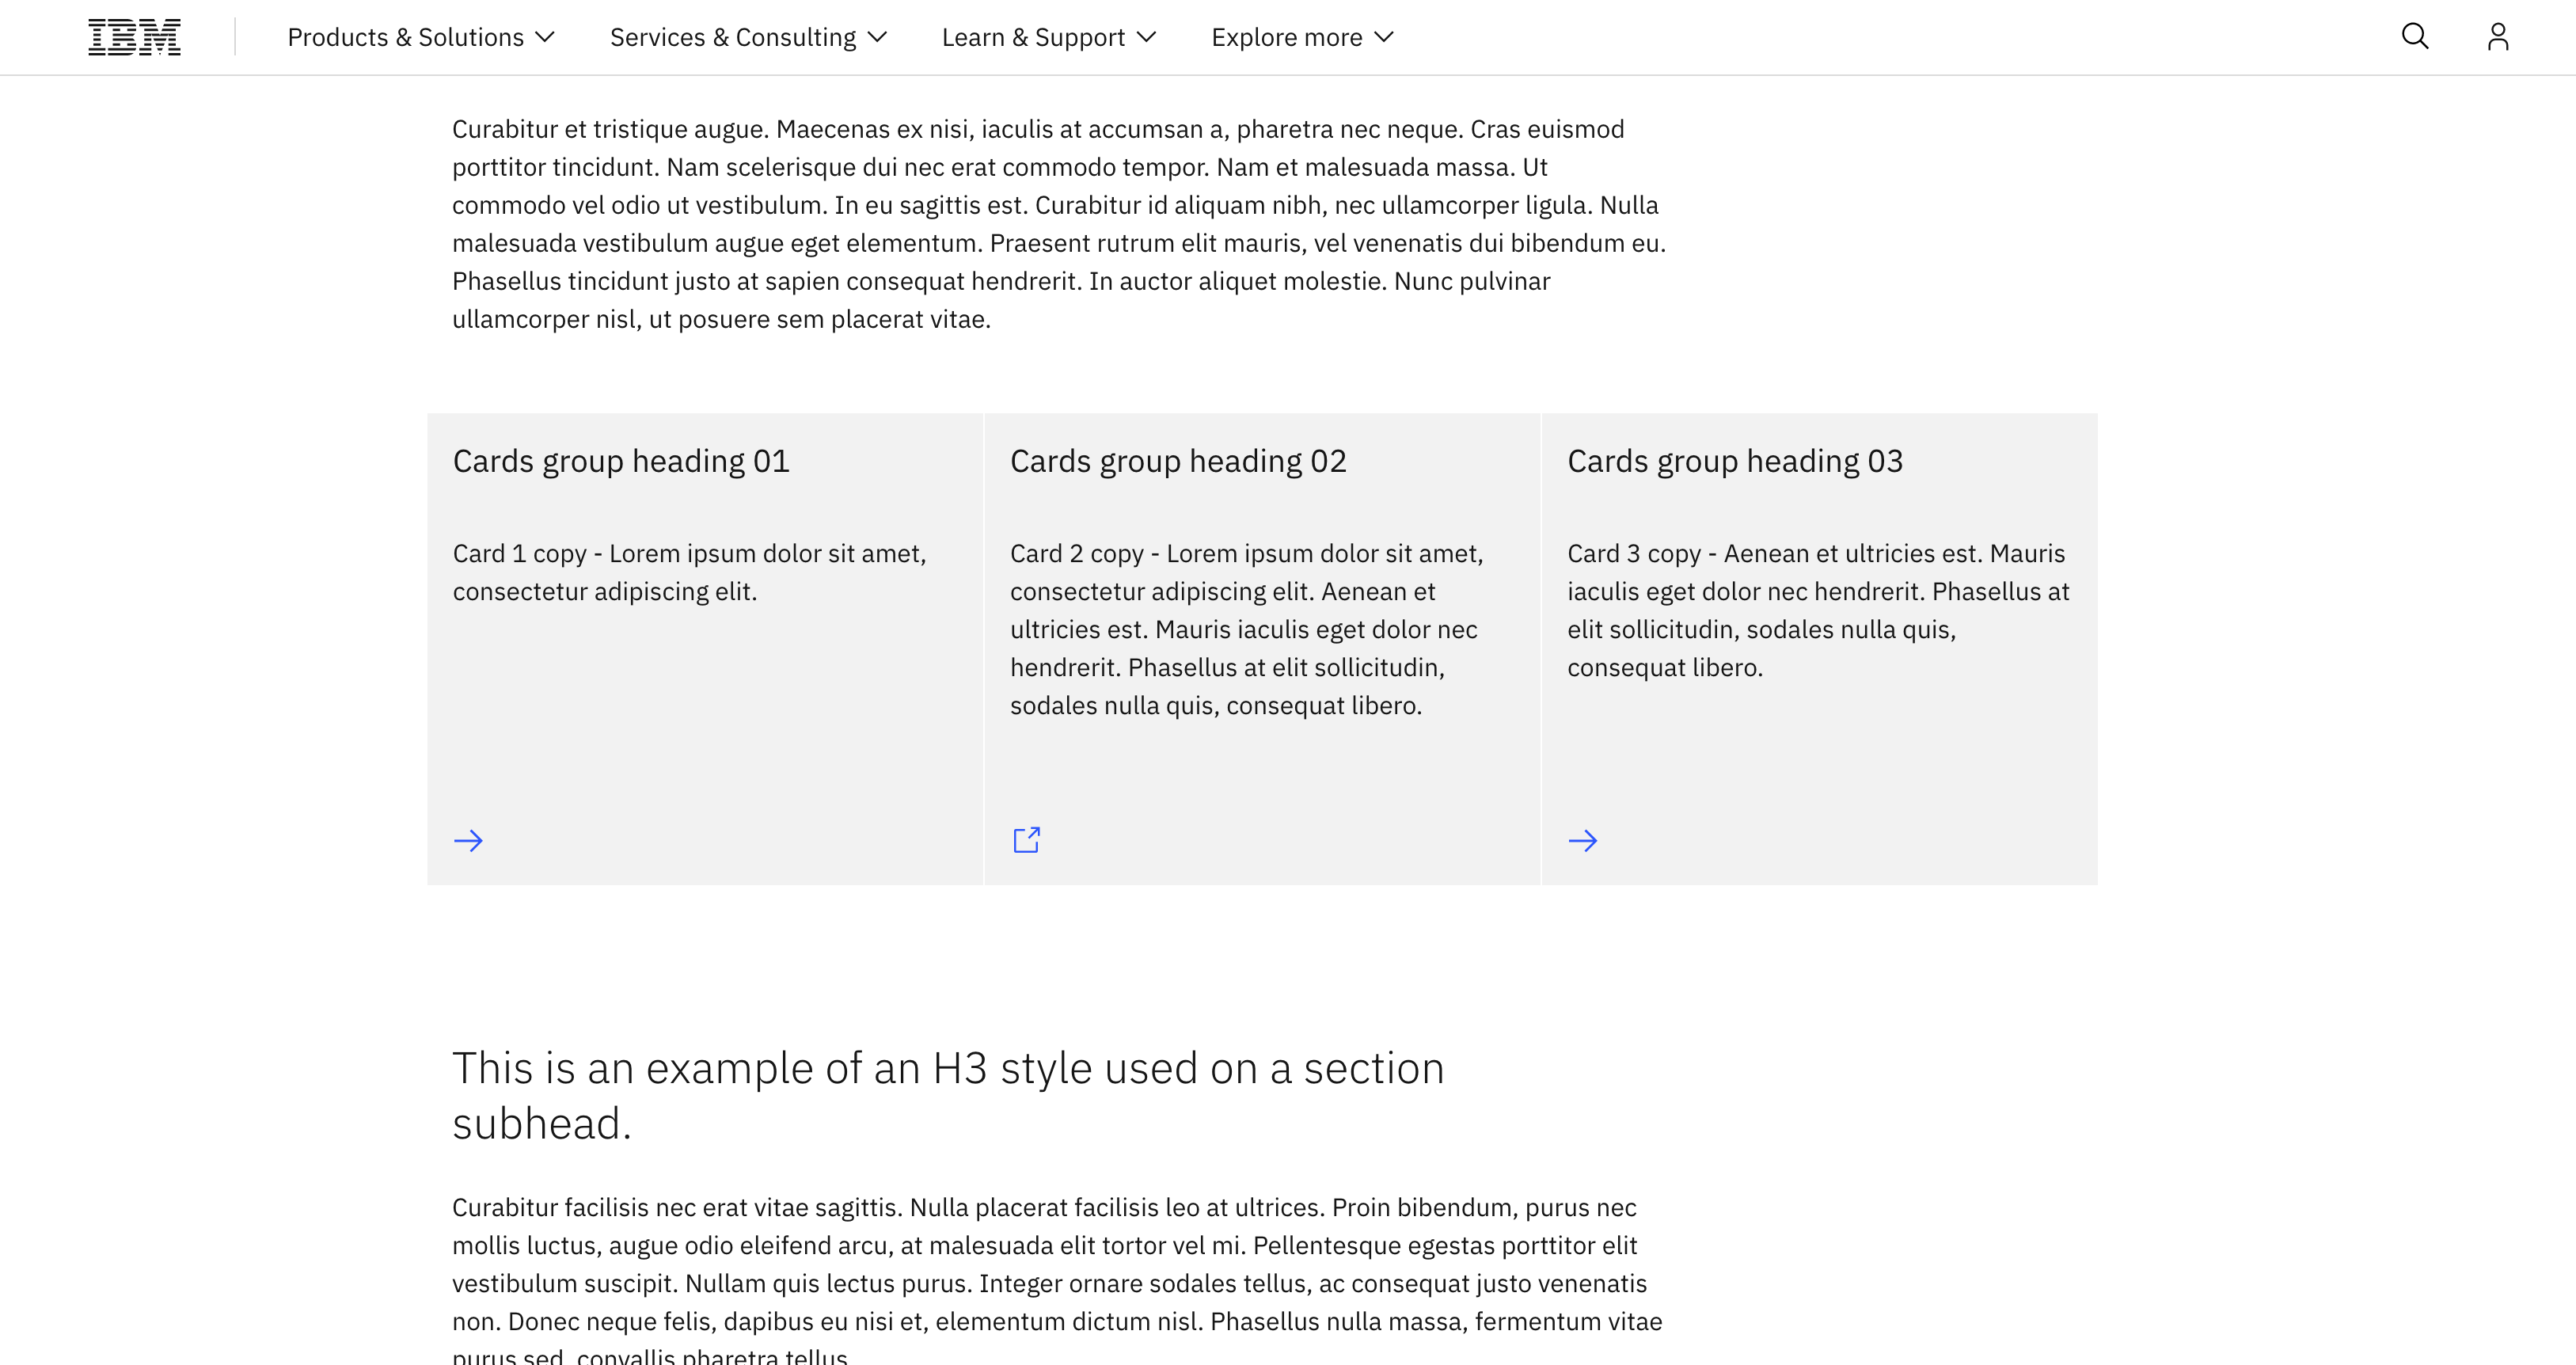 IBM Products & Solutions Services & Consulting Learn & Support Explore more
Curabitur et tristique augue. Maecenas ex nisi, iaculis at accumsan a, pharetra nec neque. Cras euismod
porttitor tincidunt. Nam scelerisque dui nec erat commodo tempor. Nam et malesuada massa. Ut
commodo vel odio ut vestibulum. In eu sagittis est. Curabitur id aliquam nibh, nec ullamcorper ligula. Nulla
malesuada vestibulum augue eget elementum. Praesent rutrum elit mauris, vel venenatis dui bibendum eu.
Phasellus tincidunt justo at sapien consequat hendrerit. In auctor aliquet molestie. Nunc pulvinar
ullamcorper nisl, ut posuere sem placerat vitae.
Cards group heading 01
Card 1 copy - Lorem ipsum dolor sit amet,
consectetur adipiscing elit.
Cards group heading 02
Card 2 copy - Lorem ipsum dolor sit amet,
consectetur adipiscing elit. Aenean et
ultricies est. Mauris iaculis eget dolor nec
hendrerit. Phasellus at elit sollicitudin,
sodales nulla quis, consequat libero.
Cards group heading 03
Card 3 copy - Aenean et ultricies est. Mauris
iaculis eget dolor nec hendrerit. Phasellus at
elit sollicitudin, sodales nulla quis,
consequat libero.
This is an example of an H3 style used on a section
subhead.
Curabitur facilisis nec erat vitae sagittis. Nulla placerat facilisis leo at ultrices. Proin bibendum, purus nec
mollis luctus, augue odio eleifend arcu, at malesuada elit tortor vel mi. Pellentesque egestas porttitor elit
vestibulum suscipit. Nullam quis lectus purus. Integer ornare sodales tellus, ac consequat justo venenatis
non. Donec neque felis, dapibus eu nisi et, elementum dictum nisl. Phasellus nulla massa, fermentum vitae
purus sed, convallis pharetra tellus.